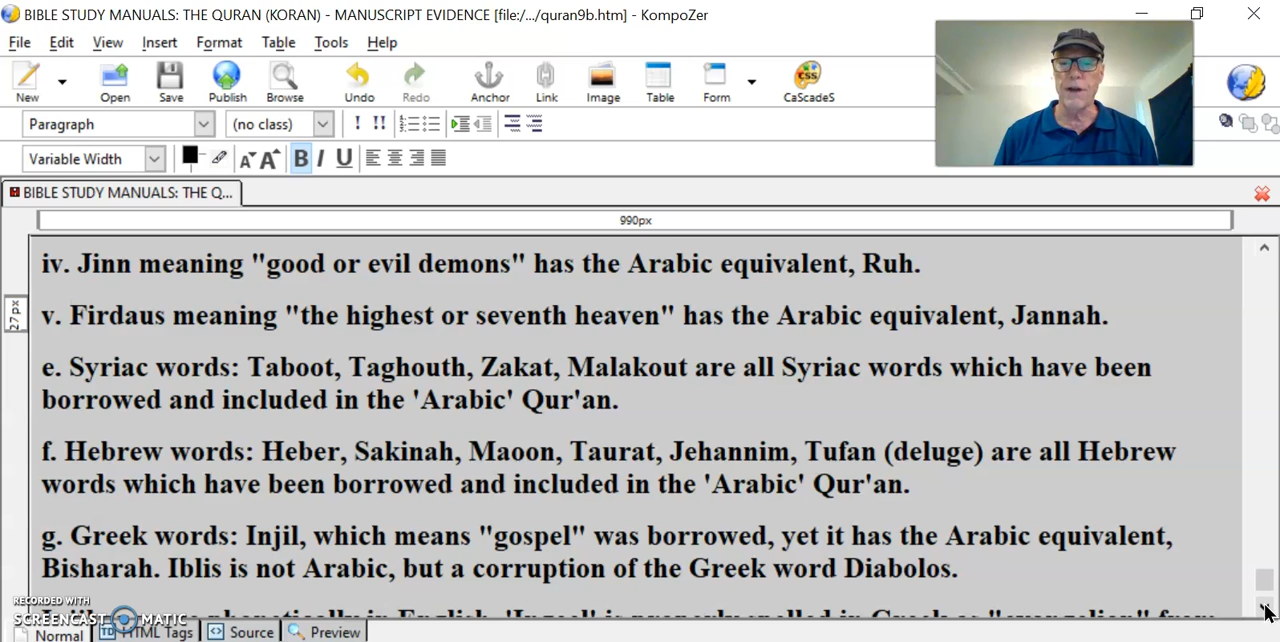 BIBLE STUDY MANUALS: THE QURAN (KORAN) - MANUSCRIPT EVIDENCE [file:/.../quran9b.htm] - KompoZer
File Edit View Insert Format Table Tools Help
New Open Save Publish Browse Undo Redo Anchor Link Image Table Form CaScadeS
Paragraph (no class) ! !!
Variable Width A A B I U
BIBLE STUDY MANUALS: THE Q...
990px
27 px
iv. Jinn meaning "good or evil demons" has the Arabic equivalent, Ruh.
v. Firdaus meaning "the highest or seventh heaven" has the Arabic equivalent, Jannah.
e. Syriac words: Taboot, Taghouth, Zakat, Malakout are all Syriac words which have been
borrowed and included in the 'Arabic' Qur'an.
f. Hebrew words: Heber, Sakinah, Maoon, Taurat, Jehannim, Tufan (deluge) are all Hebrew
words which have been borrowed and included in the 'Arabic' Qur'an.
g. Greek words: Injil, which means "gospel" was borrowed, yet it has the Arabic equivalent,
Bisharah. Iblis is not Arabic, but a corruption of the Greek word Diabolos.
RECORDED WITH
SCREENCAST MATIC
Normal HTML Tags Source Preview